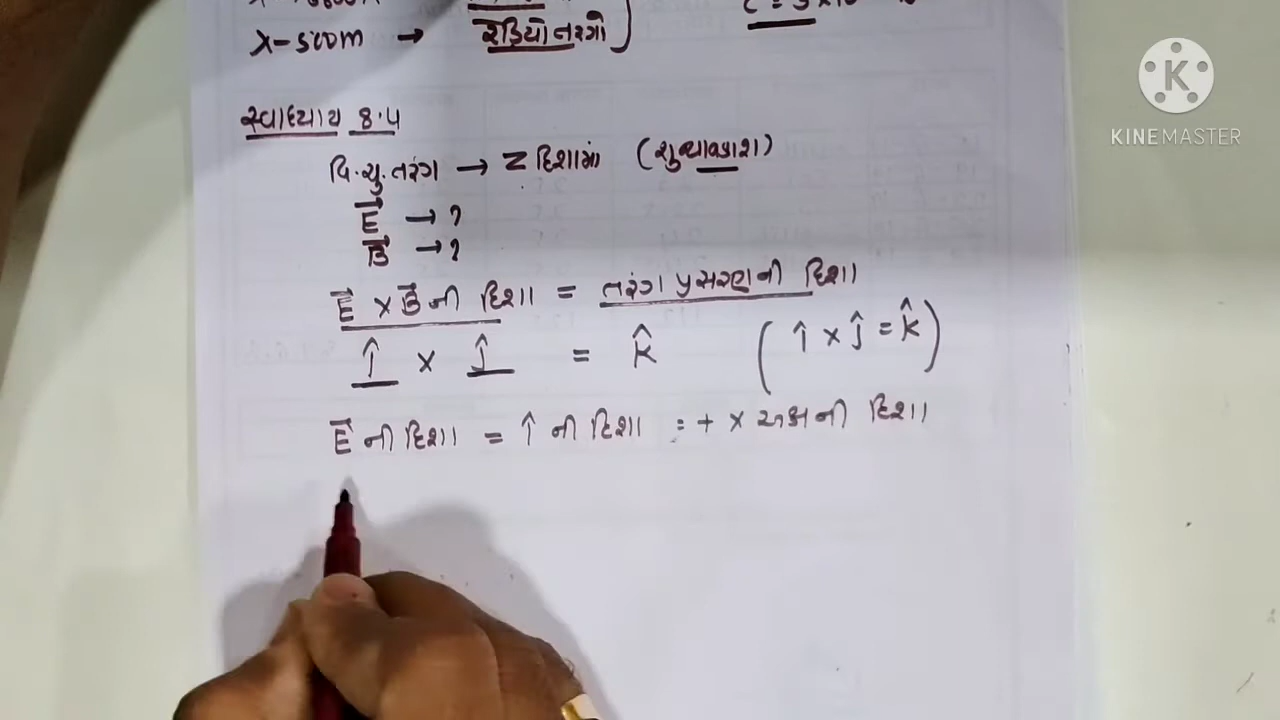 λ-500m → રેડિયો તરંગો
સ્વાધ્યાય 8.4
વિ.ચુ.તરંગ → Z દિશામાં (શૂન્યાવકાશ)
E⃗ → ?
B⃗ → ?
E⃗ × B⃗ ની દિશા = તરંગ પ્રસરણની દિશા
î × ĵ = k̂ (î × ĵ = k̂)
E⃗ ની દિશા = î ની દિશા = + x અક્ષની દિશા
K
KINEMASTER